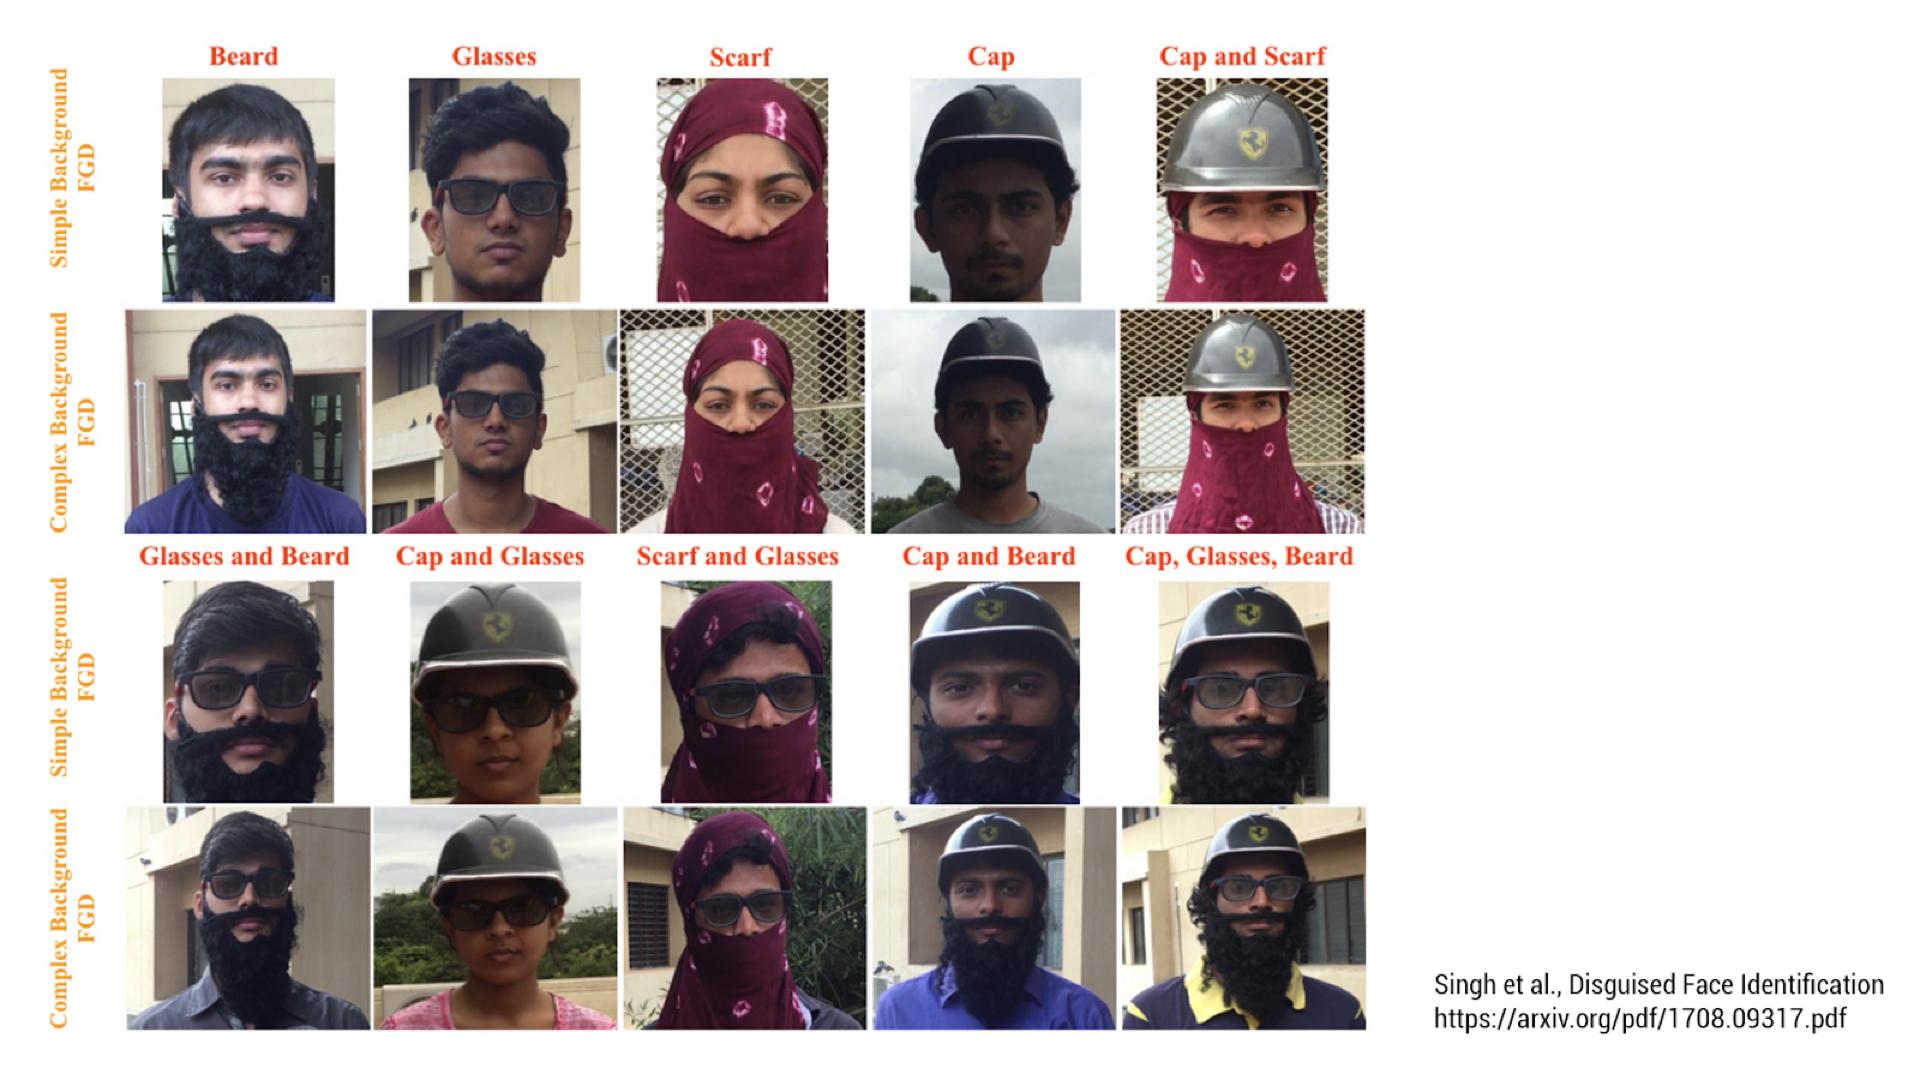 Beard
Glasses
Scarf
Cap
Cap and Scarf
Simple Background
FGD
Complex Background
FGD
Glasses and Beard
Cap and Glasses
Scarf and Glasses
Cap and Beard
Cap, Glasses, Beard
Simple Background
FGD
Complex Background
FGD
Singh et al., Disguised Face Identification
https://arxiv.org/pdf/1708.09317.pdf